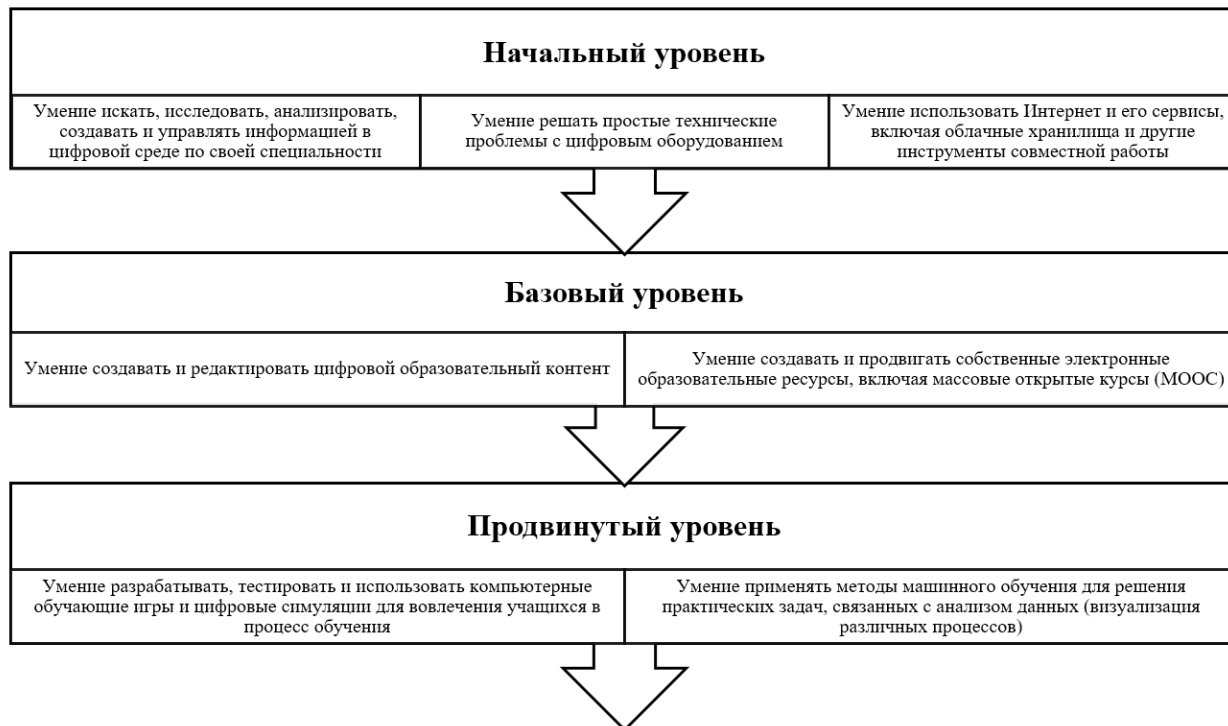 Начальный уровень
Умение искать, исследовать, анализировать,
создавать и управлять информацией в
цифровой среде по своей специальности
Умение решать простые технические
проблемы с цифровым оборудованием
Умение использовать Интернет и его сервисы,
включая облачные хранилища и другие
инструменты совместной работы
Базовый уровень
Умение создавать и редактировать цифровой образовательный контент
Умение создавать и продвигать собственные электронные
образовательные ресурсы, включая массовые открытые курсы (МООС)
Продвинутый уровень
Умение разрабатывать, тестировать и использовать компьютерные
обучающие игры и цифровые симуляции для вовлечения учащихся в
процесс обучения
Умение применять методы машинного обучения для решения
практических задач, связанных с анализом данных (визуализация
различных процессов)